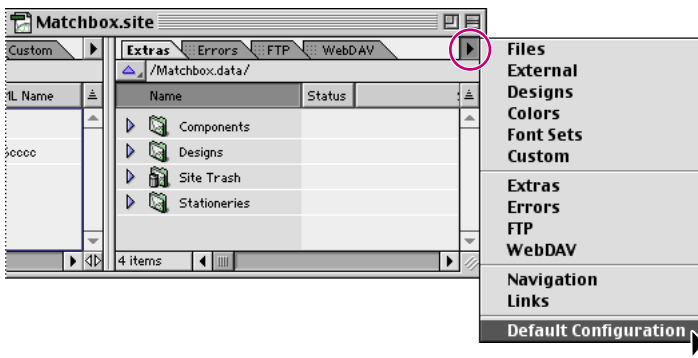 Matchbox.site
Custom
Extras Errors FTP WebDAV
/Matchbox.data/
Name Status
Name
Components
Designs
Site Trash
Stationeries
4 items
Files
External
Designs
Colors
Font Sets
Custom
Extras
Errors
FTP
WebDAV
Navigation
Links
Default Configuration